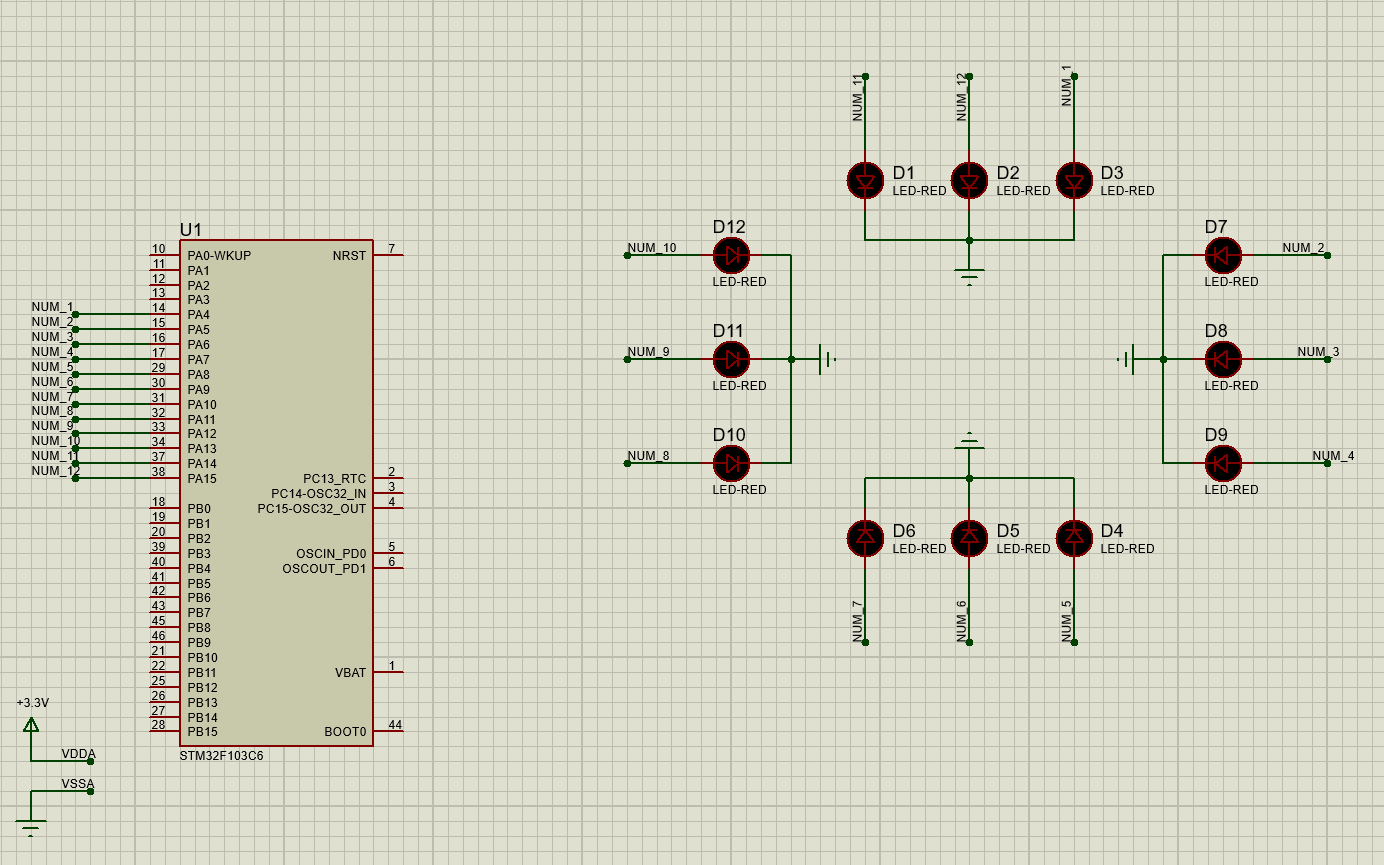 U1
10 PA0-WKUP NRST 7
11 PA1
12 PA2
13 PA3
NUM_1 14 PA4
NUM_2 15 PA5
NUM_3 16 PA6
NUM_4 17 PA7
NUM_5 29 PA8
NUM_6 30 PA9
NUM_7 31 PA10
NUM_8 32 PA11
NUM_9 33 PA12
NUM_10 34 PA13
NUM_11 37 PA14
NUM_12 38 PA15
PC13_RTC 2
PC14-OSC32_IN 3
18 PB0 PC15-OSC32_OUT 4
19 PB1
20 PB2
39 PB3 OSCIN_PD0 5
40 PB4 OSCOUT_PD1 6
41 PB5
42 PB6
43 PB7
45 PB8
46 PB9
21 PB10
22 PB11 VBAT 1
25 PB12
26 PB13
27 PB14
28 PB15 BOOT0 44
STM32F103C6
+3.3V
VDDA
VSSA
NUM_11
NUM_12
NUM_1
D1
LED-RED
D2
LED-RED
D3
LED-RED
D12
NUM_10
LED-RED
D11
NUM_9
LED-RED
D10
NUM_8
LED-RED
D7
NUM_2
LED-RED
D8
NUM_3
LED-RED
D9
NUM_4
LED-RED
D6
LED-RED
D5
LED-RED
D4
LED-RED
NUM_7
NUM_6
NUM_5